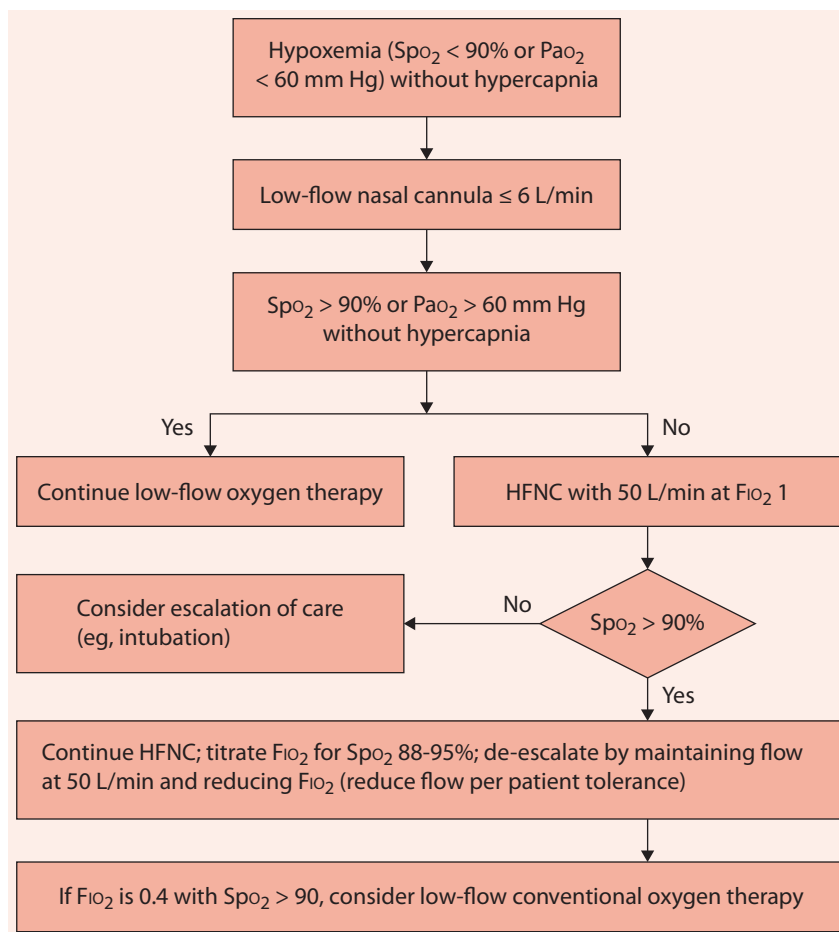 Hypoxemia (SpO₂ < 90% or PaO₂
< 60 mm Hg) without hypercapnia
Low-flow nasal cannula ≤ 6 L/min
SpO₂ > 90% or PaO₂ > 60 mm Hg
without hypercapnia
Yes
No
Continue low-flow oxygen therapy
HFNC with 50 L/min at FIO₂ 1
Consider escalation of care
(eg, intubation)
No
SpO₂ > 90%
Yes
Continue HFNC; titrate FIO₂ for SpO₂ 88-95%; de-escalate by maintaining flow
at 50 L/min and reducing FIO₂ (reduce flow per patient tolerance)
If FIO₂ is 0.4 with SpO₂ > 90, consider low-flow conventional oxygen therapy